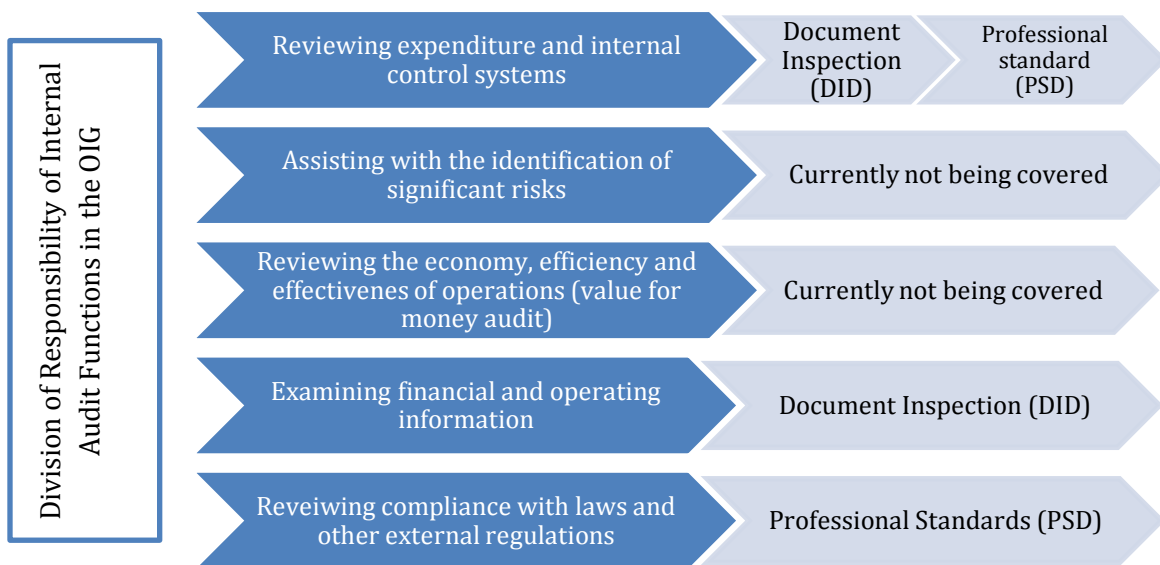 Division of Responsibility of Internal
Audit Functions in the OIG
Reviewing expenditure and internal
control systems
Document
Inspection
(DID)
Professional
standard
(PSD)
Assisting with the identification of
significant risks
Currently not being covered
Reviewing the economy, efficiency and
effectivenes of operations (value for
money audit)
Currently not being covered
Examining financial and operating
information
Document Inspection (DID)
Reveiwing compliance with laws and
other external regulations
Professional Standards (PSD)